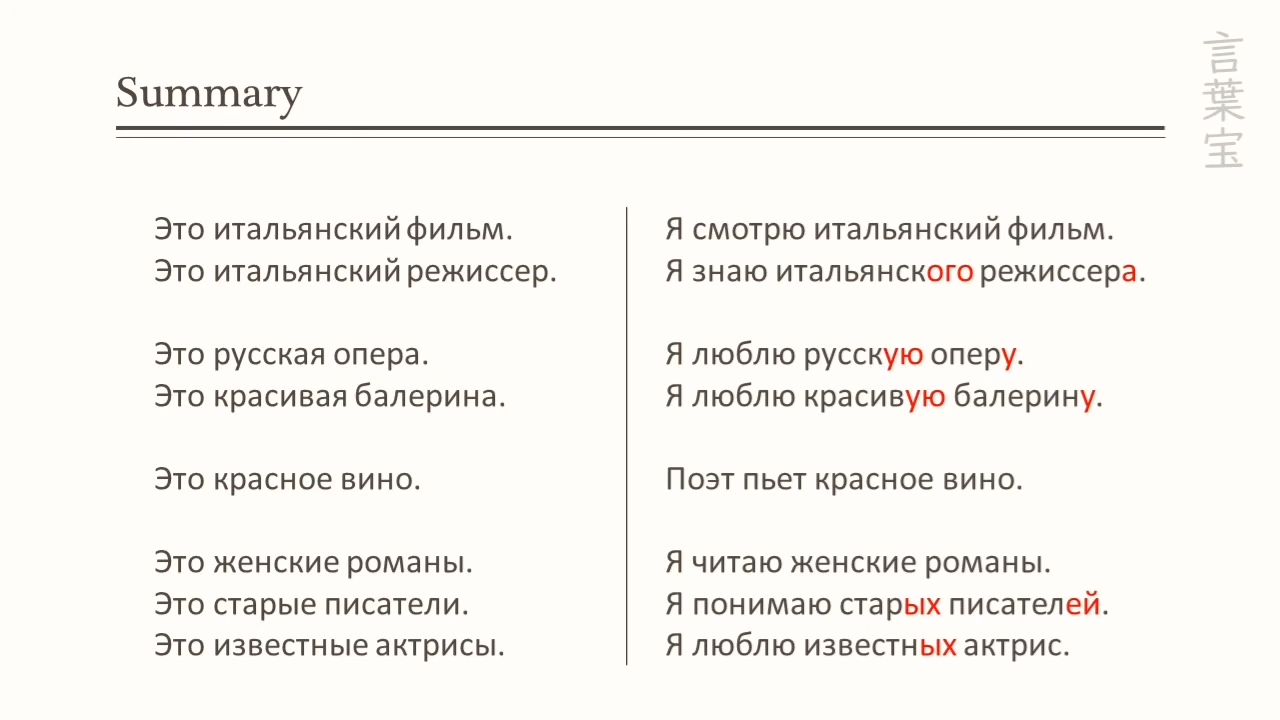 Summary
言葉宝
Это итальянский фильм.
Это итальянский режиссер.
Это русская опера.
Это красивая балерина.
Это красное вино.
Это женские романы.
Это старые писатели.
Это известные актрисы.
Я смотрю итальянский фильм.
Я знаю итальянского режиссера.
Я люблю русскую оперу.
Я люблю красивую балерину.
Поэт пьет красное вино.
Я читаю женские романы.
Я понимаю старых писателей.
Я люблю известных актрис.